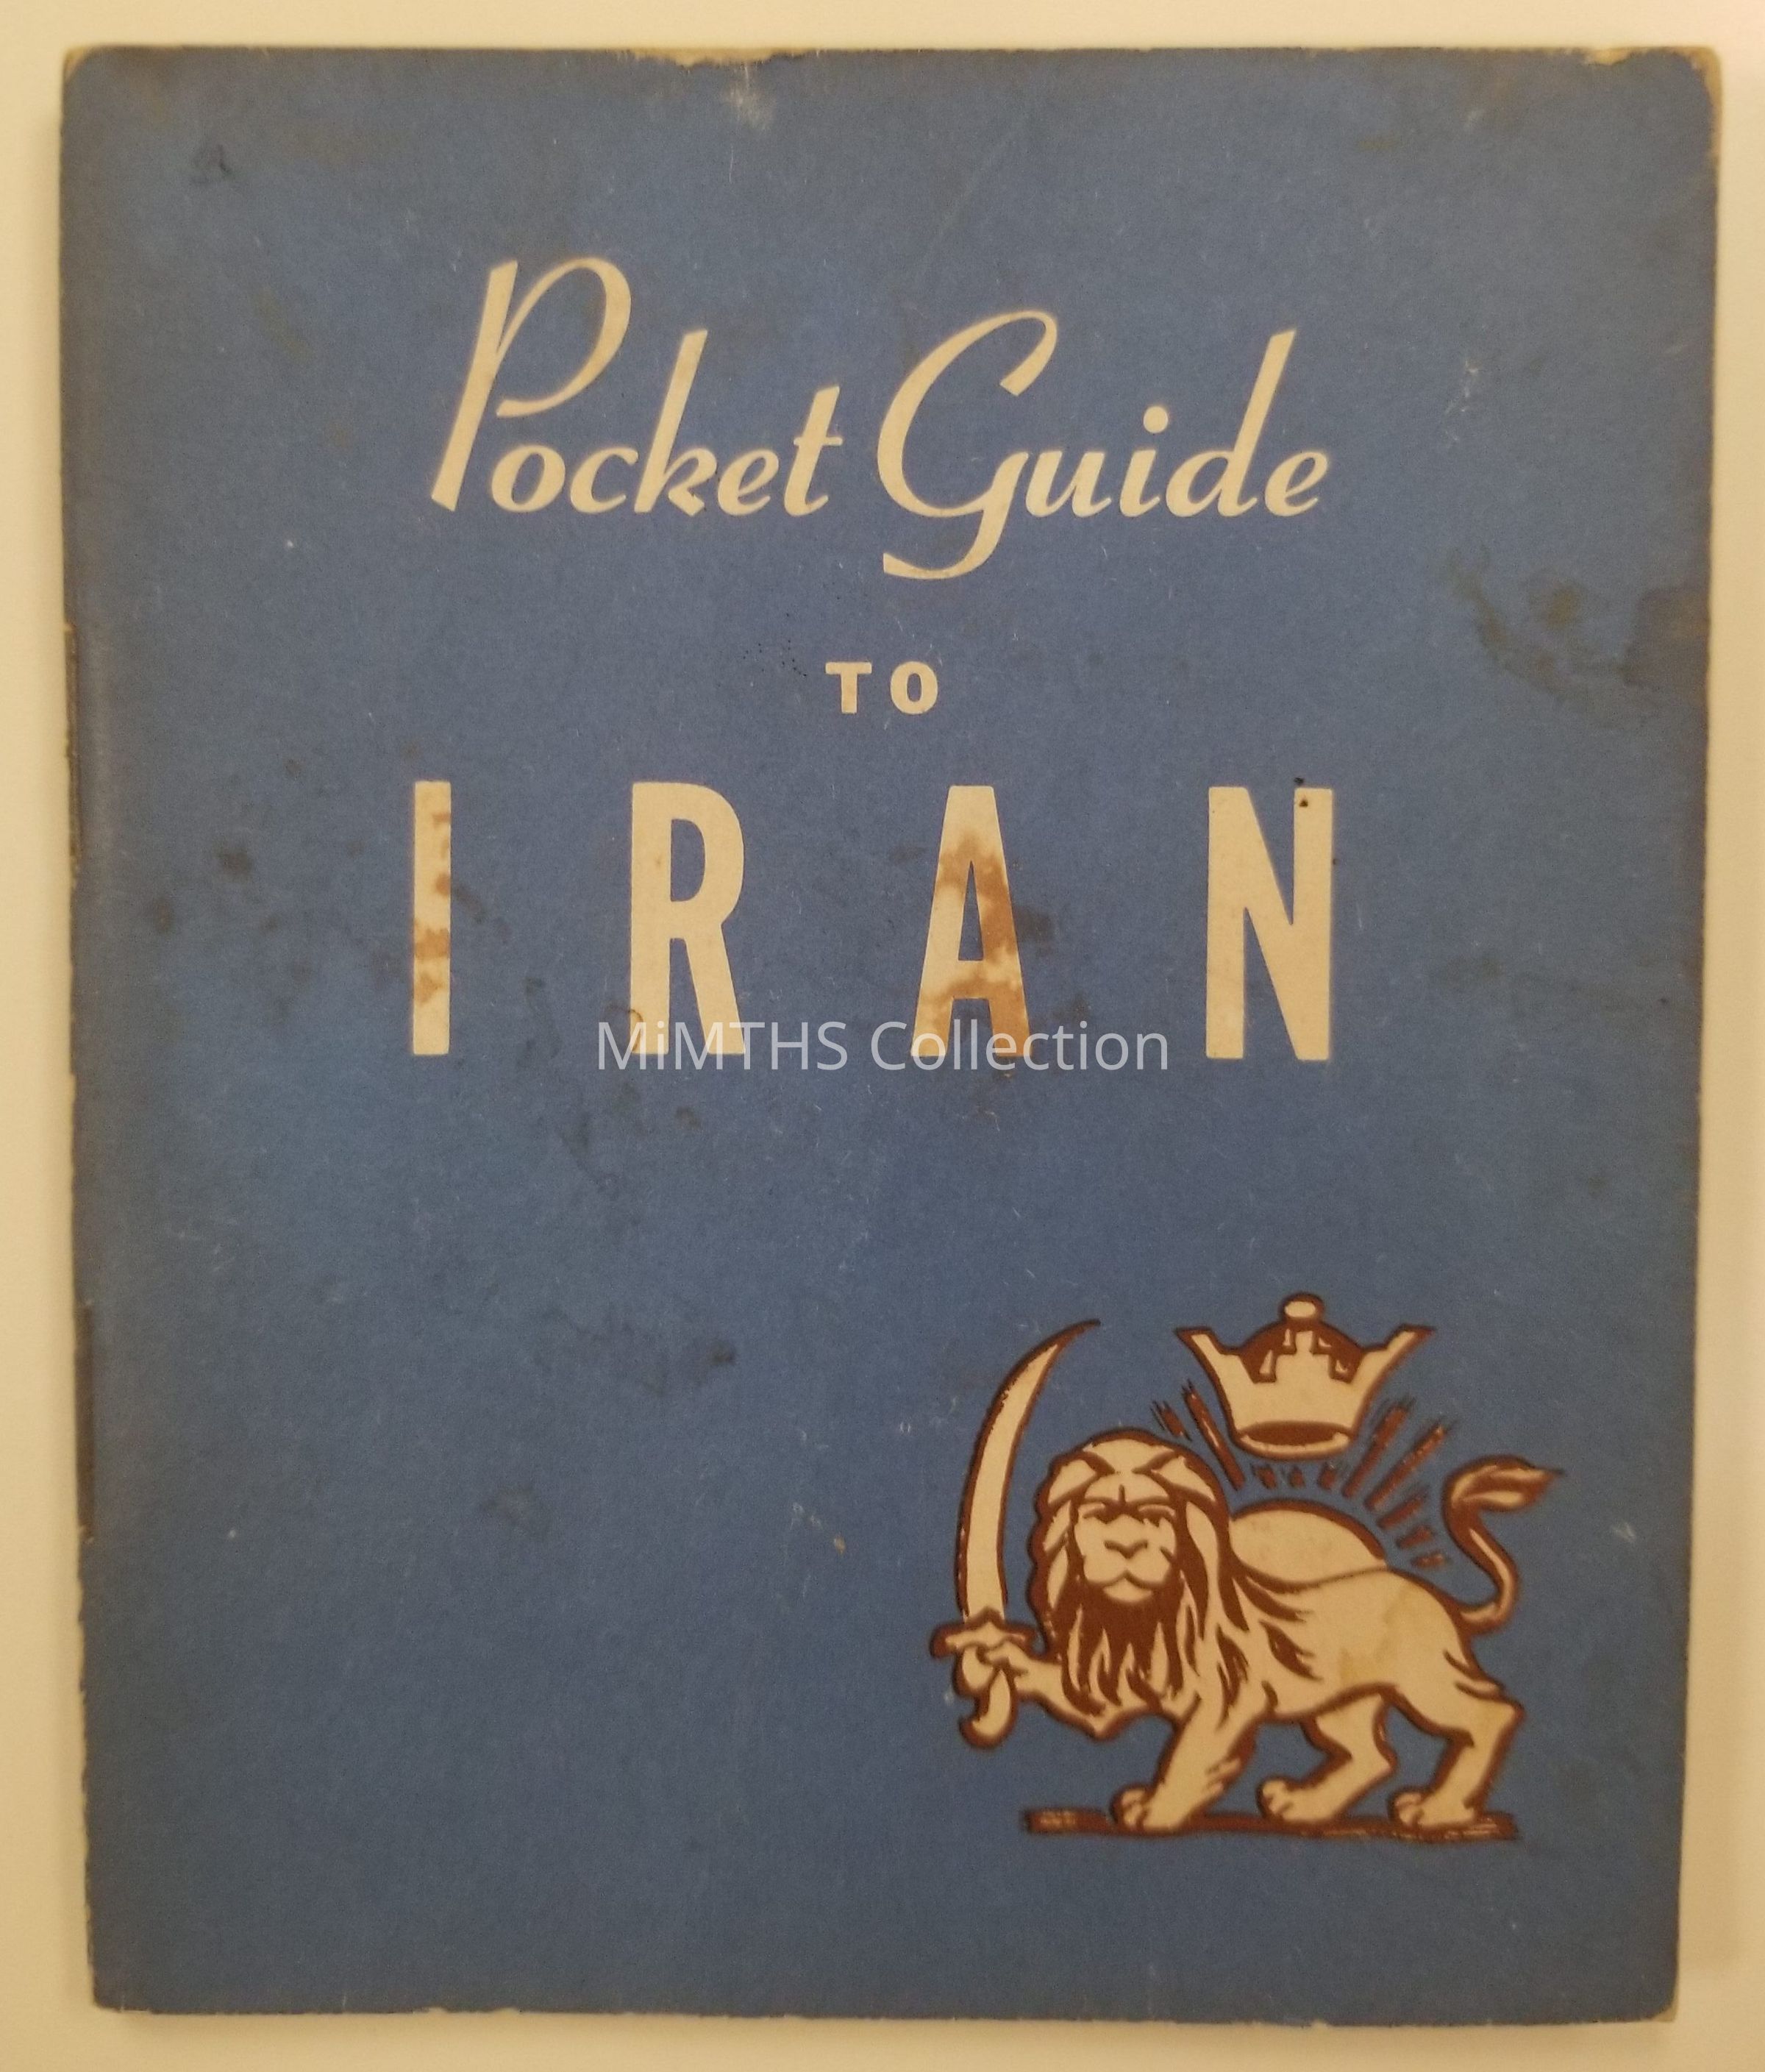 Pocket Guide
TO
IRAN
MiMTHS Collection